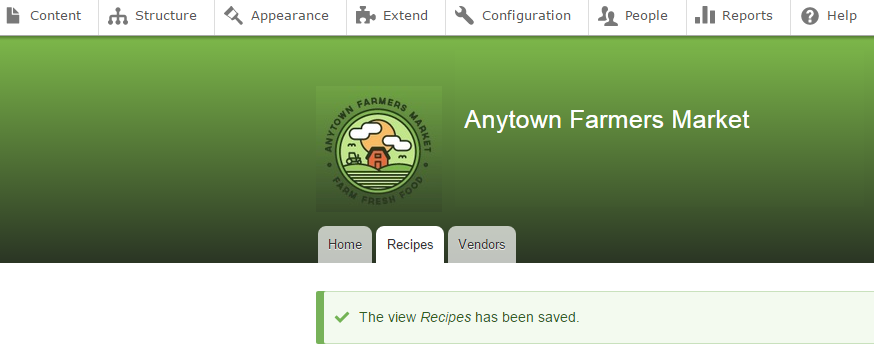 Content Structure Appearance Extend Configuration People Reports Help
ANYTOWN FARMERS MARKET
Anytown Farmers Market
FARM FRESH FOOD
Home Recipes Vendors
The view Recipes has been saved.